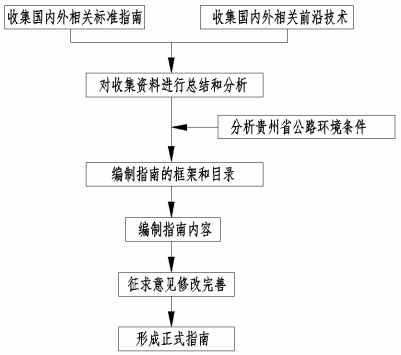 收集国内外相关标准指南
收集国内外相关前沿技术
对收集资料进行总结和分析
分析贵州省公路环境条件
编制指南的框架和目录
编制指南内容
征求意见修改完善
形成正式指南